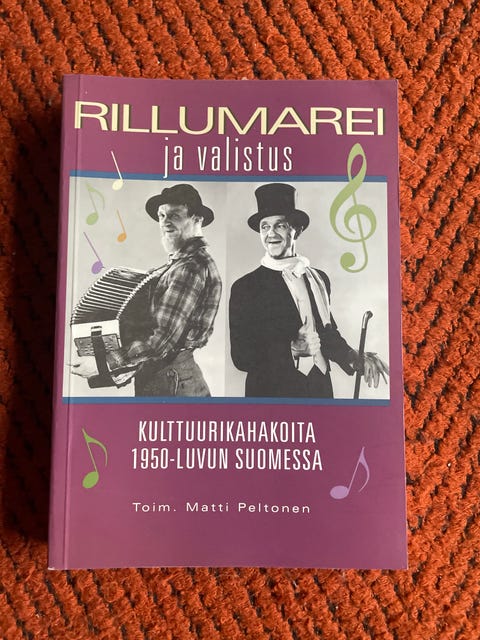 RILLUMAREI
ja valistus
KULTTUURIKAHAKOITA
1950-LUVUN SUOMESSA
Toim. Matti Peltonen